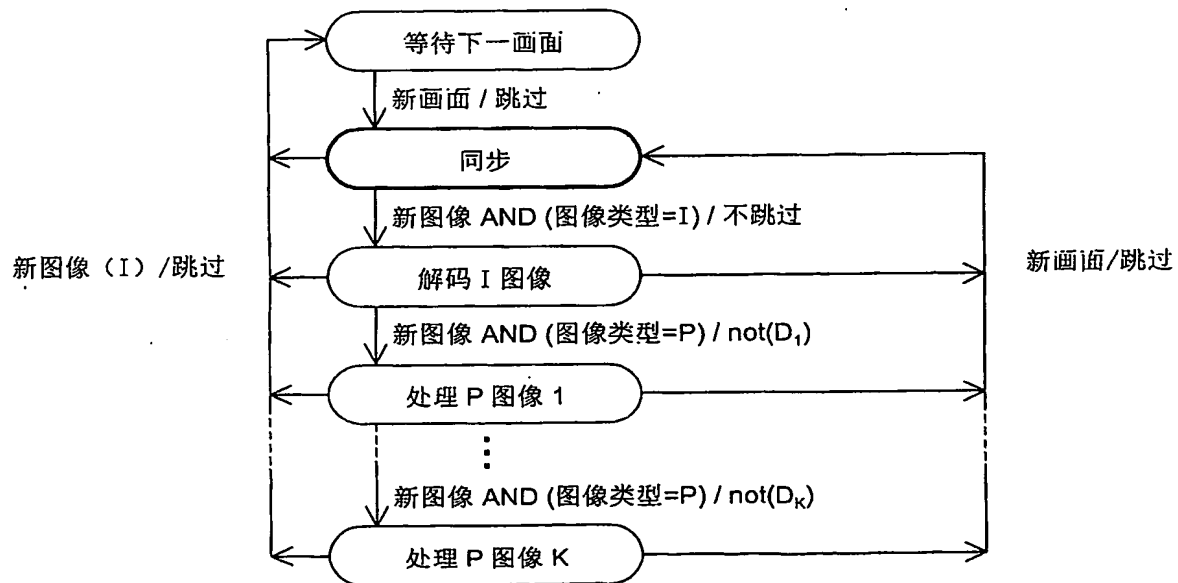 等待下一画面
新画面 / 跳过
同步
新图像 AND (图像类型=I) / 不跳过
新图像（I）/跳过
解码 I 图像
新画面/跳过
新图像 AND (图像类型=P) / not(D₁)
处理 P 图像 1
新图像 AND (图像类型=P) / not(Dₖ)
处理 P 图像 K